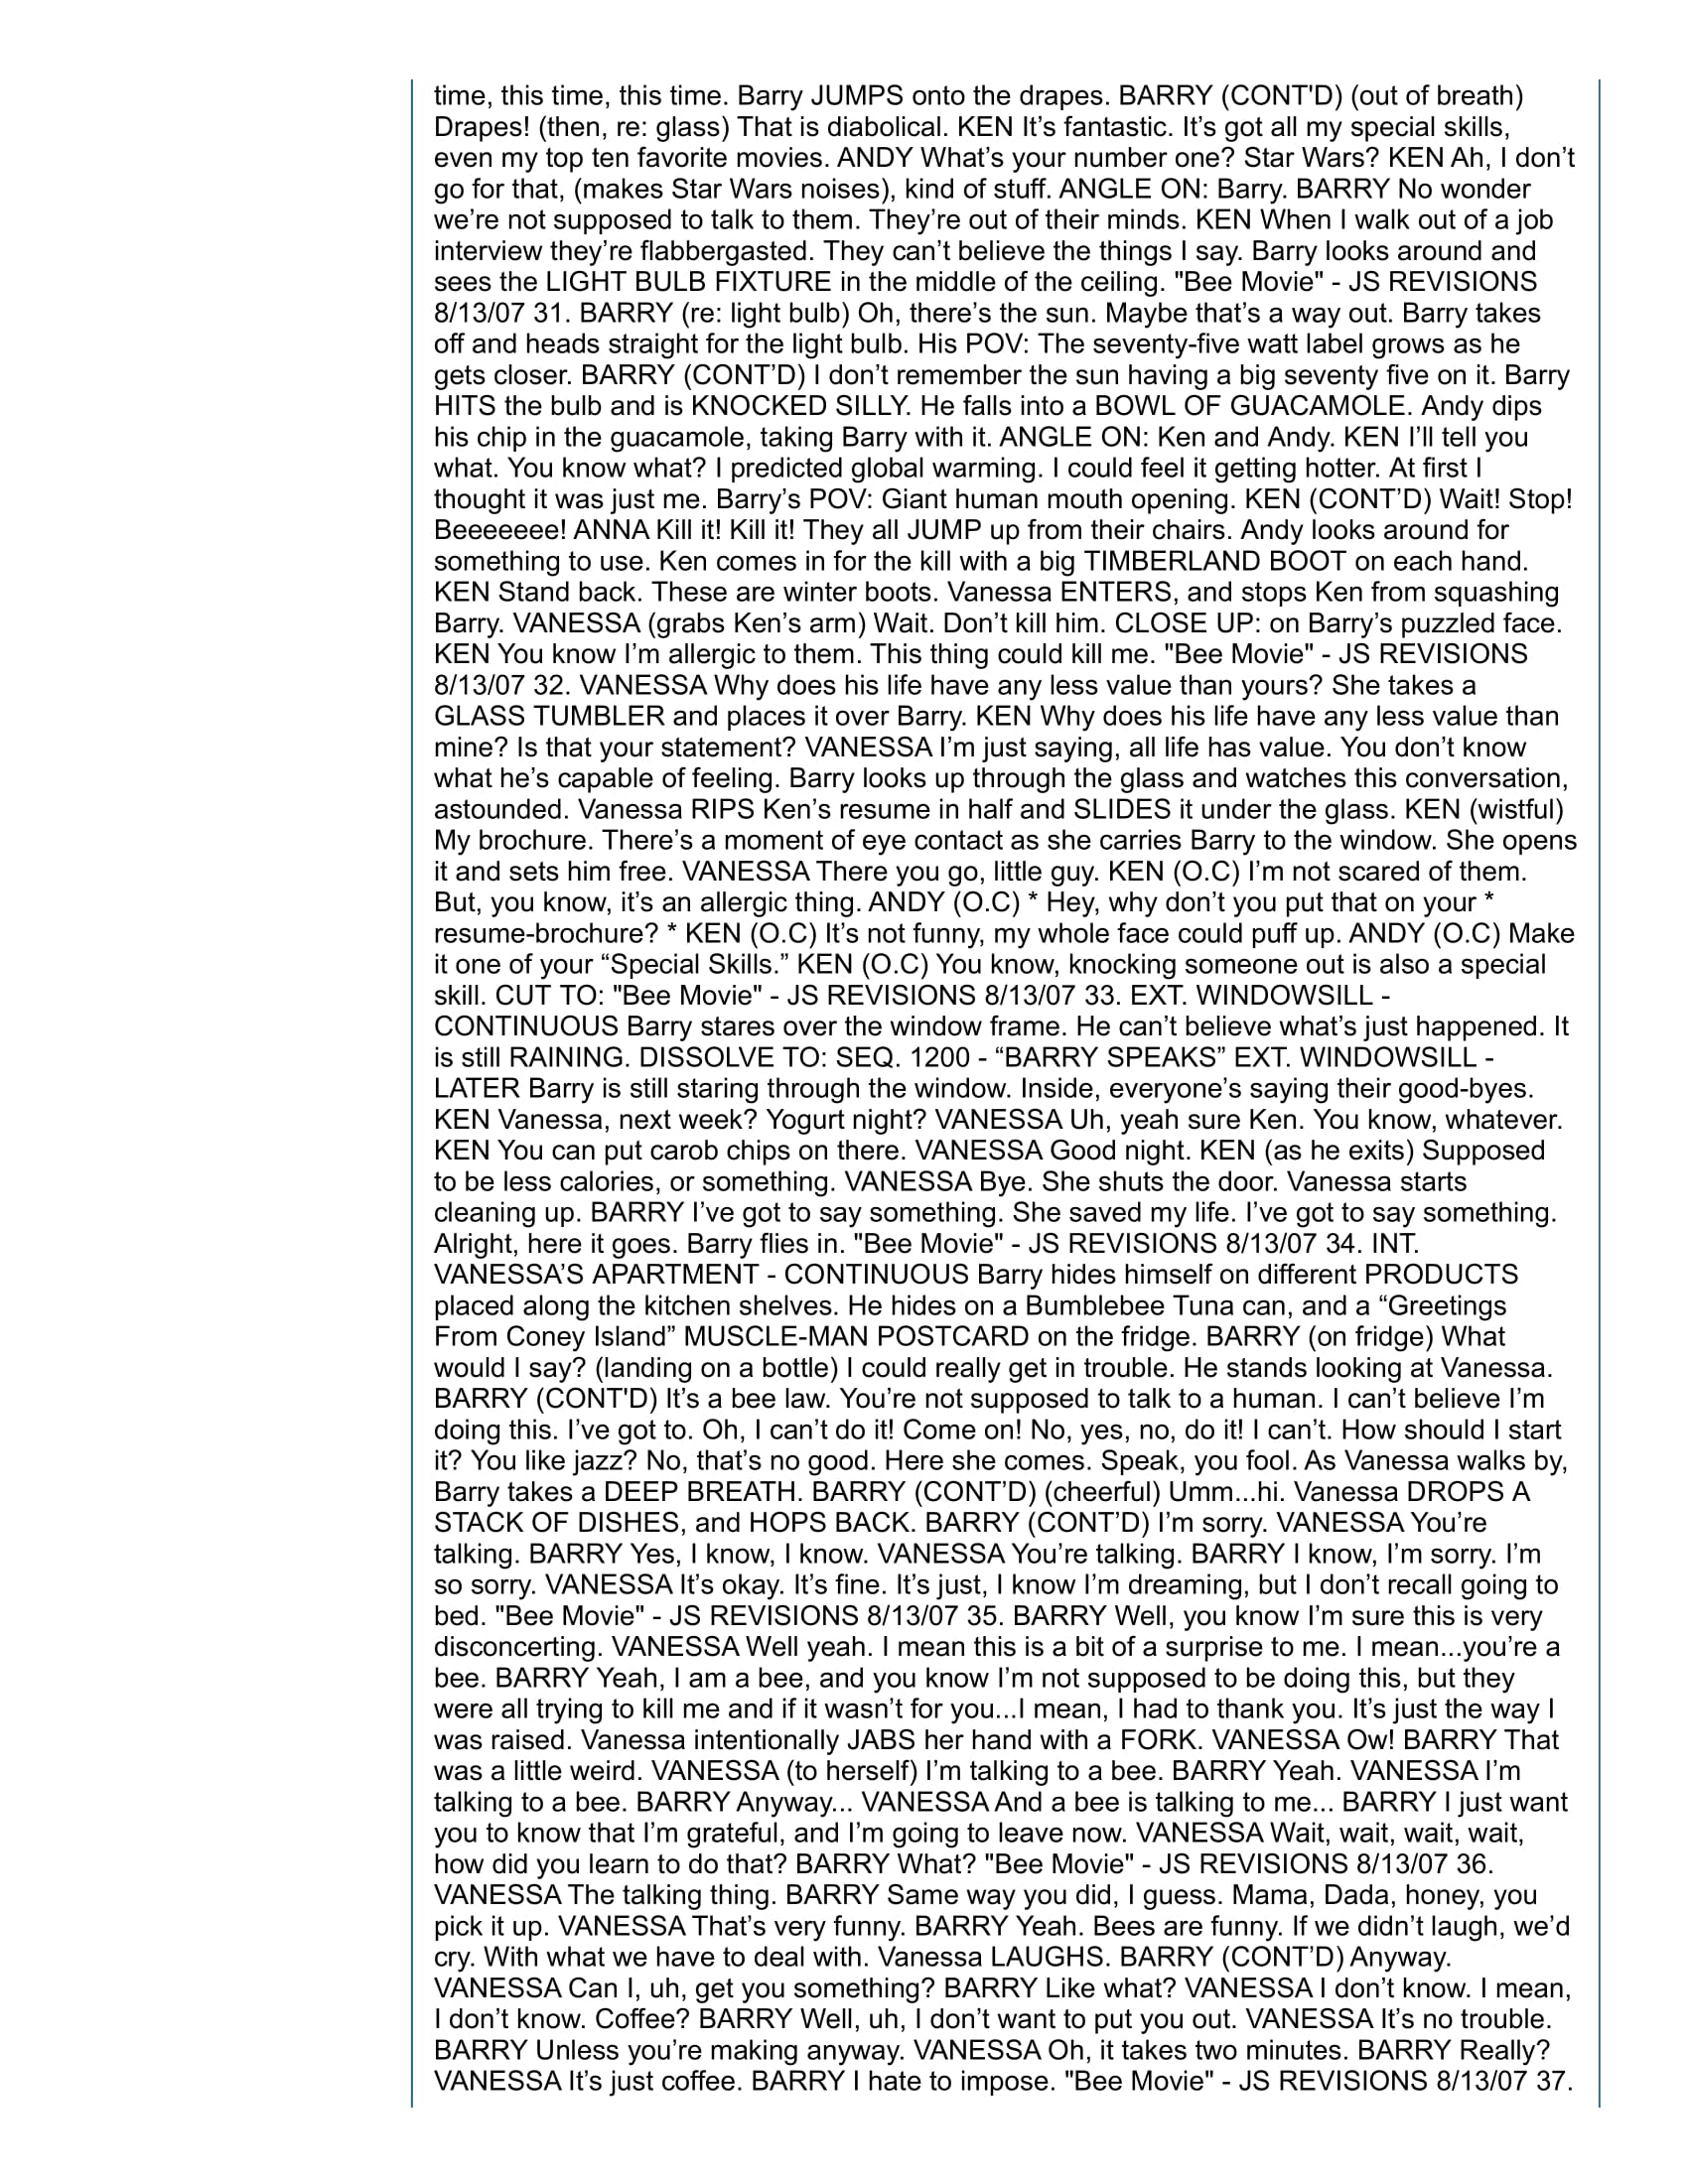 time, this time, this time. Barry JUMPS onto the drapes. BARRY (CONT'D) (out of breath)
Drapes! (then, re: glass) That is diabolical. KEN It’s fantastic. It’s got all my special skills,
even my top ten favorite movies. ANDY What’s your number one? Star Wars? KEN Ah, I don’t
go for that, (makes Star Wars noises), kind of stuff. ANGLE ON: Barry. BARRY No wonder
we’re not supposed to talk to them. They’re out of their minds. KEN When I walk out of a job
interview they’re flabbergasted. They can’t believe the things I say. Barry looks around and
sees the LIGHT BULB FIXTURE in the middle of the ceiling. "Bee Movie" - JS REVISIONS
8/13/07 31. BARRY (re: light bulb) Oh, there’s the sun. Maybe that’s a way out. Barry takes
off and heads straight for the light bulb. His POV: The seventy-five watt label grows as he
gets closer. BARRY (CONT’D) I don’t remember the sun having a big seventy five on it. Barry
HITS the bulb and is KNOCKED SILLY. He falls into a BOWL OF GUACAMOLE. Andy dips
his chip in the guacamole, taking Barry with it. ANGLE ON: Ken and Andy. KEN I’ll tell you
what. You know what? I predicted global warming. I could feel it getting hotter. At first I
thought it was just me. Barry’s POV: Giant human mouth opening. KEN (CONT’D) Wait! Stop!
Beeeeeee! ANNA Kill it! Kill it! They all JUMP up from their chairs. Andy looks around for
something to use. Ken comes in for the kill with a big TIMBERLAND BOOT on each hand.
KEN Stand back. These are winter boots. Vanessa ENTERS, and stops Ken from squashing
Barry. VANESSA (grabs Ken’s arm) Wait. Don’t kill him. CLOSE UP: on Barry’s puzzled face.
KEN You know I’m allergic to them. This thing could kill me. "Bee Movie" - JS REVISIONS
8/13/07 32. VANESSA Why does his life have any less value than yours? She takes a
GLASS TUMBLER and places it over Barry. KEN Why does his life have any less value than
mine? Is that your statement? VANESSA I’m just saying, all life has value. You don’t know
what he’s capable of feeling. Barry looks up through the glass and watches this conversation,
astounded. Vanessa RIPS Ken’s resume in half and SLIDES it under the glass. KEN (wistful)
My brochure. There’s a moment of eye contact as she carries Barry to the window. She opens
it and sets him free. VANESSA There you go, little guy. KEN (O.C) I’m not scared of them.
But, you know, it’s an allergic thing. ANDY (O.C) * Hey, why don’t you put that on your *
resume-brochure? * KEN (O.C) It’s not funny, my whole face could puff up. ANDY (O.C) Make
it one of your “Special Skills.” KEN (O.C) You know, knocking someone out is also a special
skill. CUT TO: "Bee Movie" - JS REVISIONS 8/13/07 33. EXT. WINDOWSILL -
CONTINUOUS Barry stares over the window frame. He can’t believe what’s just happened. It
is still RAINING. DISSOLVE TO: SEQ. 1200 - “BARRY SPEAKS” EXT. WINDOWSILL -
LATER Barry is still staring through the window. Inside, everyone’s saying their good-byes.
KEN Vanessa, next week? Yogurt night? VANESSA Uh, yeah sure Ken. You know, whatever.
KEN You can put carob chips on there. VANESSA Good night. KEN (as he exits) Supposed
to be less calories, or something. VANESSA Bye. She shuts the door. Vanessa starts
cleaning up. BARRY I’ve got to say something. She saved my life. I’ve got to say something.
Alright, here it goes. Barry flies in. "Bee Movie" - JS REVISIONS 8/13/07 34. INT.
VANESSA’S APARTMENT - CONTINUOUS Barry hides himself on different PRODUCTS
placed along the kitchen shelves. He hides on a Bumblebee Tuna can, and a “Greetings
From Coney Island” MUSCLE-MAN POSTCARD on the fridge. BARRY (on fridge) What
would I say? (landing on a bottle) I could really get in trouble. He stands looking at Vanessa.
BARRY (CONT'D) It’s a bee law. You’re not supposed to talk to a human. I can’t believe I’m
doing this. I’ve got to. Oh, I can’t do it! Come on! No, yes, no, do it! I can’t. How should I start
it? You like jazz? No, that’s no good. Here she comes. Speak, you fool. As Vanessa walks by,
Barry takes a DEEP BREATH. BARRY (CONT’D) (cheerful) Umm...hi. Vanessa DROPS A
STACK OF DISHES, and HOPS BACK. BARRY (CONT’D) I’m sorry. VANESSA You’re
talking. BARRY Yes, I know, I know. VANESSA You’re talking. BARRY I know, I’m sorry. I’m
so sorry. VANESSA It’s okay. It’s fine. It’s just, I know I’m dreaming, but I don’t recall going to
bed. "Bee Movie" - JS REVISIONS 8/13/07 35. BARRY Well, you know I’m sure this is very
disconcerting. VANESSA Well yeah. I mean this is a bit of a surprise to me. I mean...you’re a
bee. BARRY Yeah, I am a bee, and you know I’m not supposed to be doing this, but they
were all trying to kill me and if it wasn’t for you...I mean, I had to thank you. It’s just the way I
was raised. Vanessa intentionally JABS her hand with a FORK. VANESSA Ow! BARRY That
was a little weird. VANESSA (to herself) I’m talking to a bee. BARRY Yeah. VANESSA I’m
talking to a bee. BARRY Anyway... VANESSA And a bee is talking to me... BARRY I just want
you to know that I’m grateful, and I’m going to leave now. VANESSA Wait, wait, wait, wait,
how did you learn to do that? BARRY What? "Bee Movie" - JS REVISIONS 8/13/07 36.
VANESSA The talking thing. BARRY Same way you did, I guess. Mama, Dada, honey, you
pick it up. VANESSA That’s very funny. BARRY Yeah. Bees are funny. If we didn’t laugh, we’d
cry. With what we have to deal with. Vanessa LAUGHS. BARRY (CONT’D) Anyway.
VANESSA Can I, uh, get you something? BARRY Like what? VANESSA I don’t know. I mean,
I don’t know. Coffee? BARRY Well, uh, I don’t want to put you out. VANESSA It’s no trouble.
BARRY Unless you’re making anyway. VANESSA Oh, it takes two minutes. BARRY Really?
VANESSA It’s just coffee. BARRY I hate to impose. "Bee Movie" - JS REVISIONS 8/13/07 37.